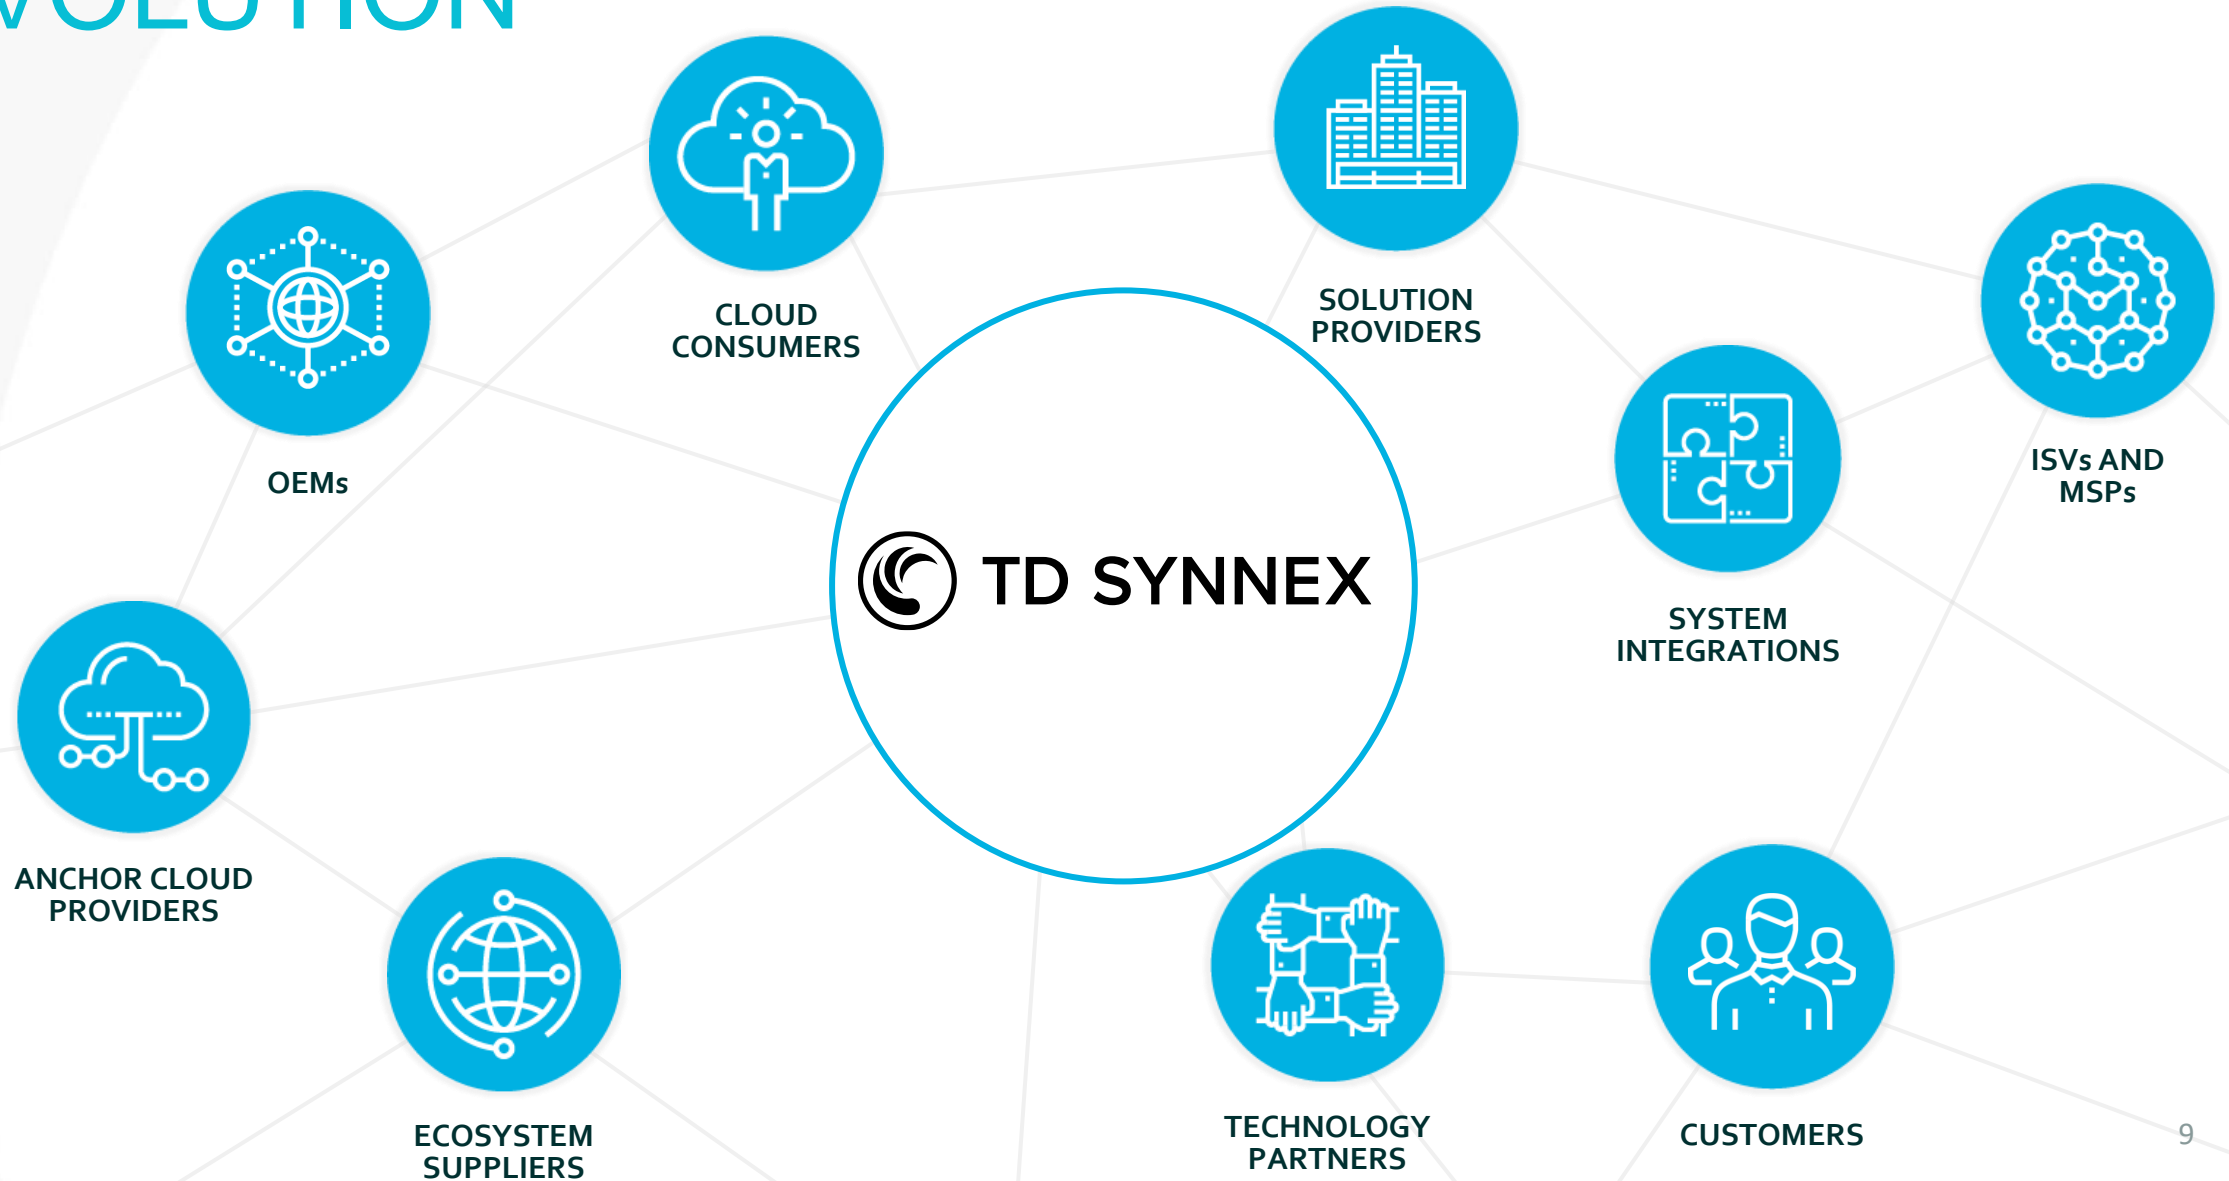 VOLUTION
CLOUD
CONSUMERS
SOLUTION
PROVIDERS
OEMs
ISVs AND
MSPs
TD SYNNEX
SYSTEM
INTEGRATIONS
ANCHOR CLOUD
PROVIDERS
ECOSYSTEM
SUPPLIERS
TECHNOLOGY
PARTNERS
CUSTOMERS
9